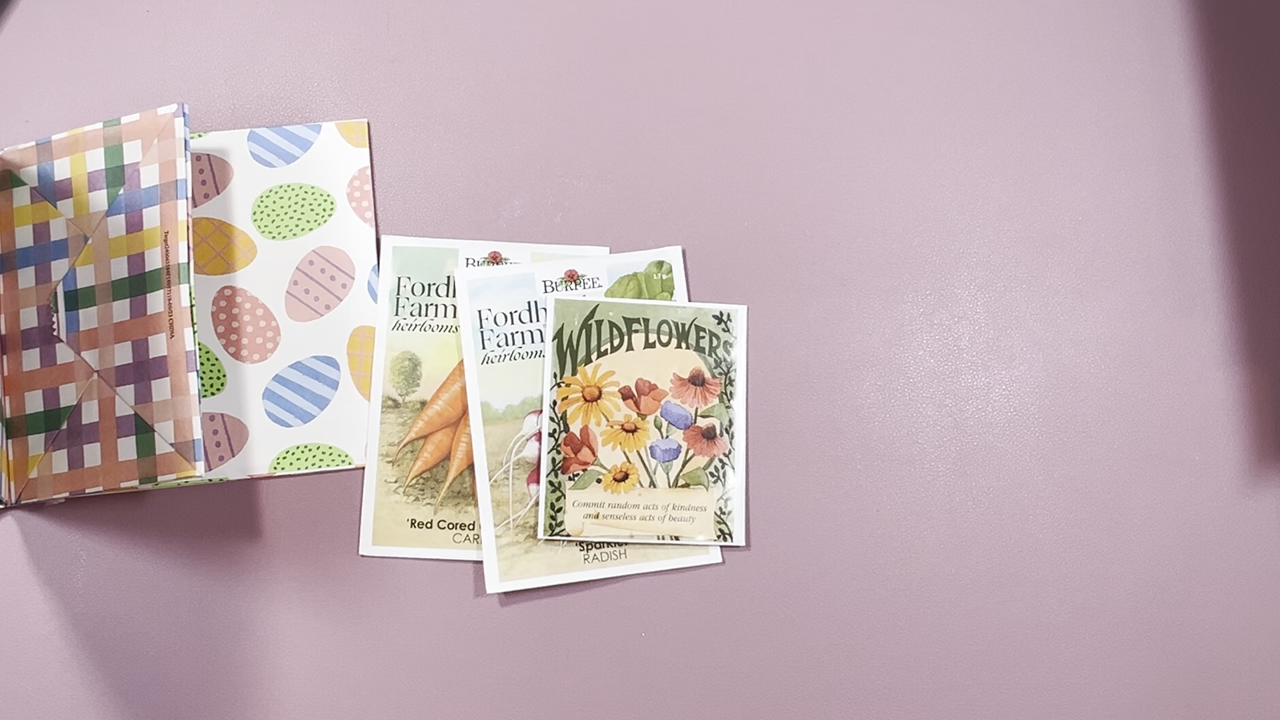 BURPEE
Fordh
Farm
heirlooms
'Red Cored
CAR
BURPEE
Fordh
Farm
heirlooms
'Sparkle
RADISH
WILDFLOWERS
Commit random acts of kindness
and senseless acts of beauty